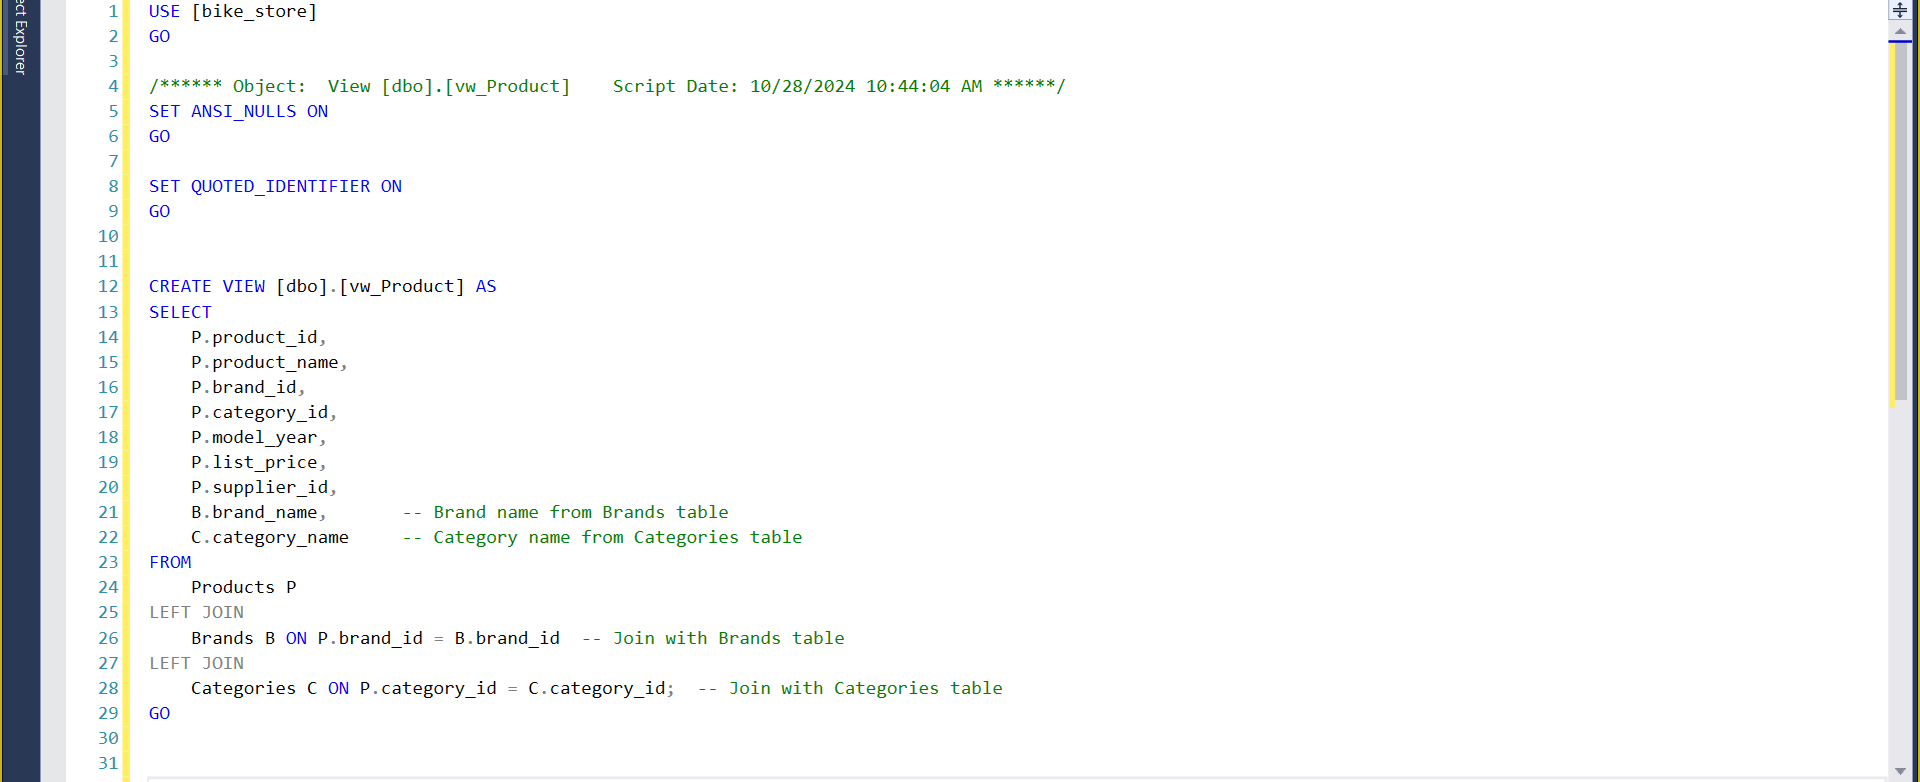 ect Explorer
1 USE [bike_store]
2 GO
3
4 /****** Object:  View [dbo].[vw_Product]    Script Date: 10/28/2024 10:44:04 AM ******/
5 SET ANSI_NULLS ON
6 GO
7
8 SET QUOTED_IDENTIFIER ON
9 GO
10
11
12 CREATE VIEW [dbo].[vw_Product] AS
13 SELECT
14     P.product_id,
15     P.product_name,
16     P.brand_id,
17     P.category_id,
18     P.model_year,
19     P.list_price,
20     P.supplier_id,
21     B.brand_name,       -- Brand name from Brands table
22     C.category_name     -- Category name from Categories table
23 FROM
24     Products P
25 LEFT JOIN
26     Brands B ON P.brand_id = B.brand_id  -- Join with Brands table
27 LEFT JOIN
28     Categories C ON P.category_id = C.category_id;  -- Join with Categories table
29 GO
30
31